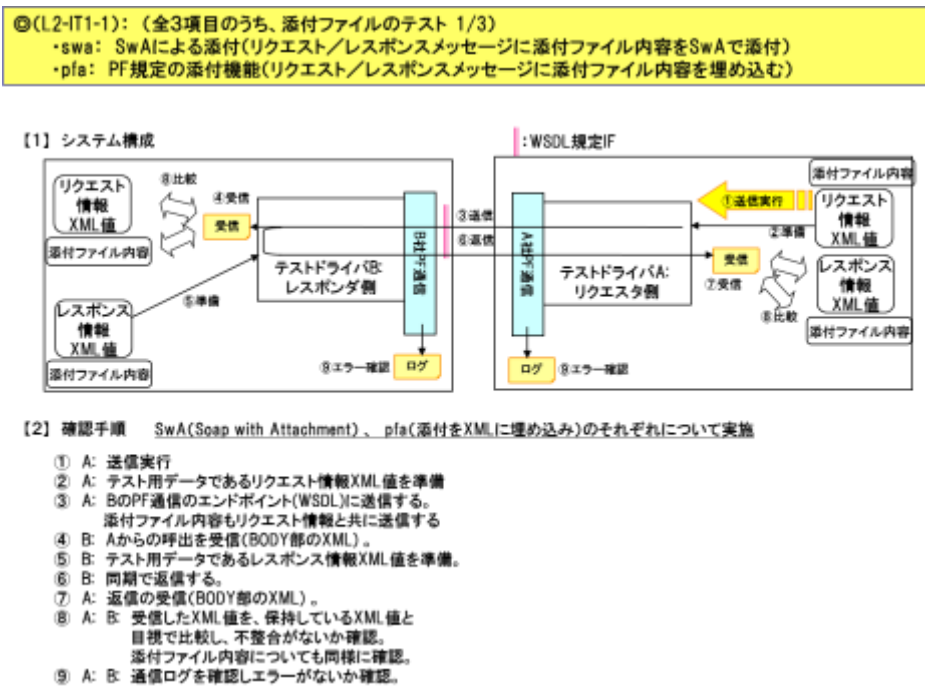 ◎(L2-IT1-1): (全3項目のうち、添付ファイルのテスト 1/3)
・swa: SwAによる添付(リクエスト/レスポンスメッセージに添付ファイル内容をSwAで添付)
・pfa: PF規定の添付機能(リクエスト/レスポンスメッセージに添付ファイル内容を埋め込む)
【1】 システム構成
:WSDL規定IF
リクエスト
情報
XML値
添付ファイル内容
⑧比較
④受信
受信
テストドライバB:
レスポンダ側
B社PF通信
⑤準備
レスポンス
情報
XML値
添付ファイル内容
⑨エラー確認
ログ
③送信
⑥返信
A社PF通信
テストドライバA:
リクエスタ側
①送信実行
②準備
添付ファイル内容
リクエスト
情報
XML値
受信
⑦受信
⑧比較
レスポンス
情報
XML値
添付ファイル内容
ログ
⑨エラー確認
【2】 確認手順 SwA(Soap with Attachment) 、 pfa(添付をXMLに埋め込み)のそれぞれについて実施
① A: 送信実行
② A: テスト用データであるリクエスト情報XML値を準備
③ A: BのPF通信のエンドポイント(WSDL)に送信する。
添付ファイル内容もリクエスト情報と共に送信する
④ B: Aからの呼出を受信(BODY部のXML) 。
⑤ B: テスト用データであるレスポンス情報XML値を準備。
⑥ B: 同期で返信する。
⑦ A: 返信の受信(BODY部のXML) 。
⑧ A: B: 受信したXML値を、保持しているXML値と
目視で比較し、不整合がないか確認。
添付ファイル内容についても同様に確認。
⑨ A: B: 通信ログを確認しエラーがないか確認。